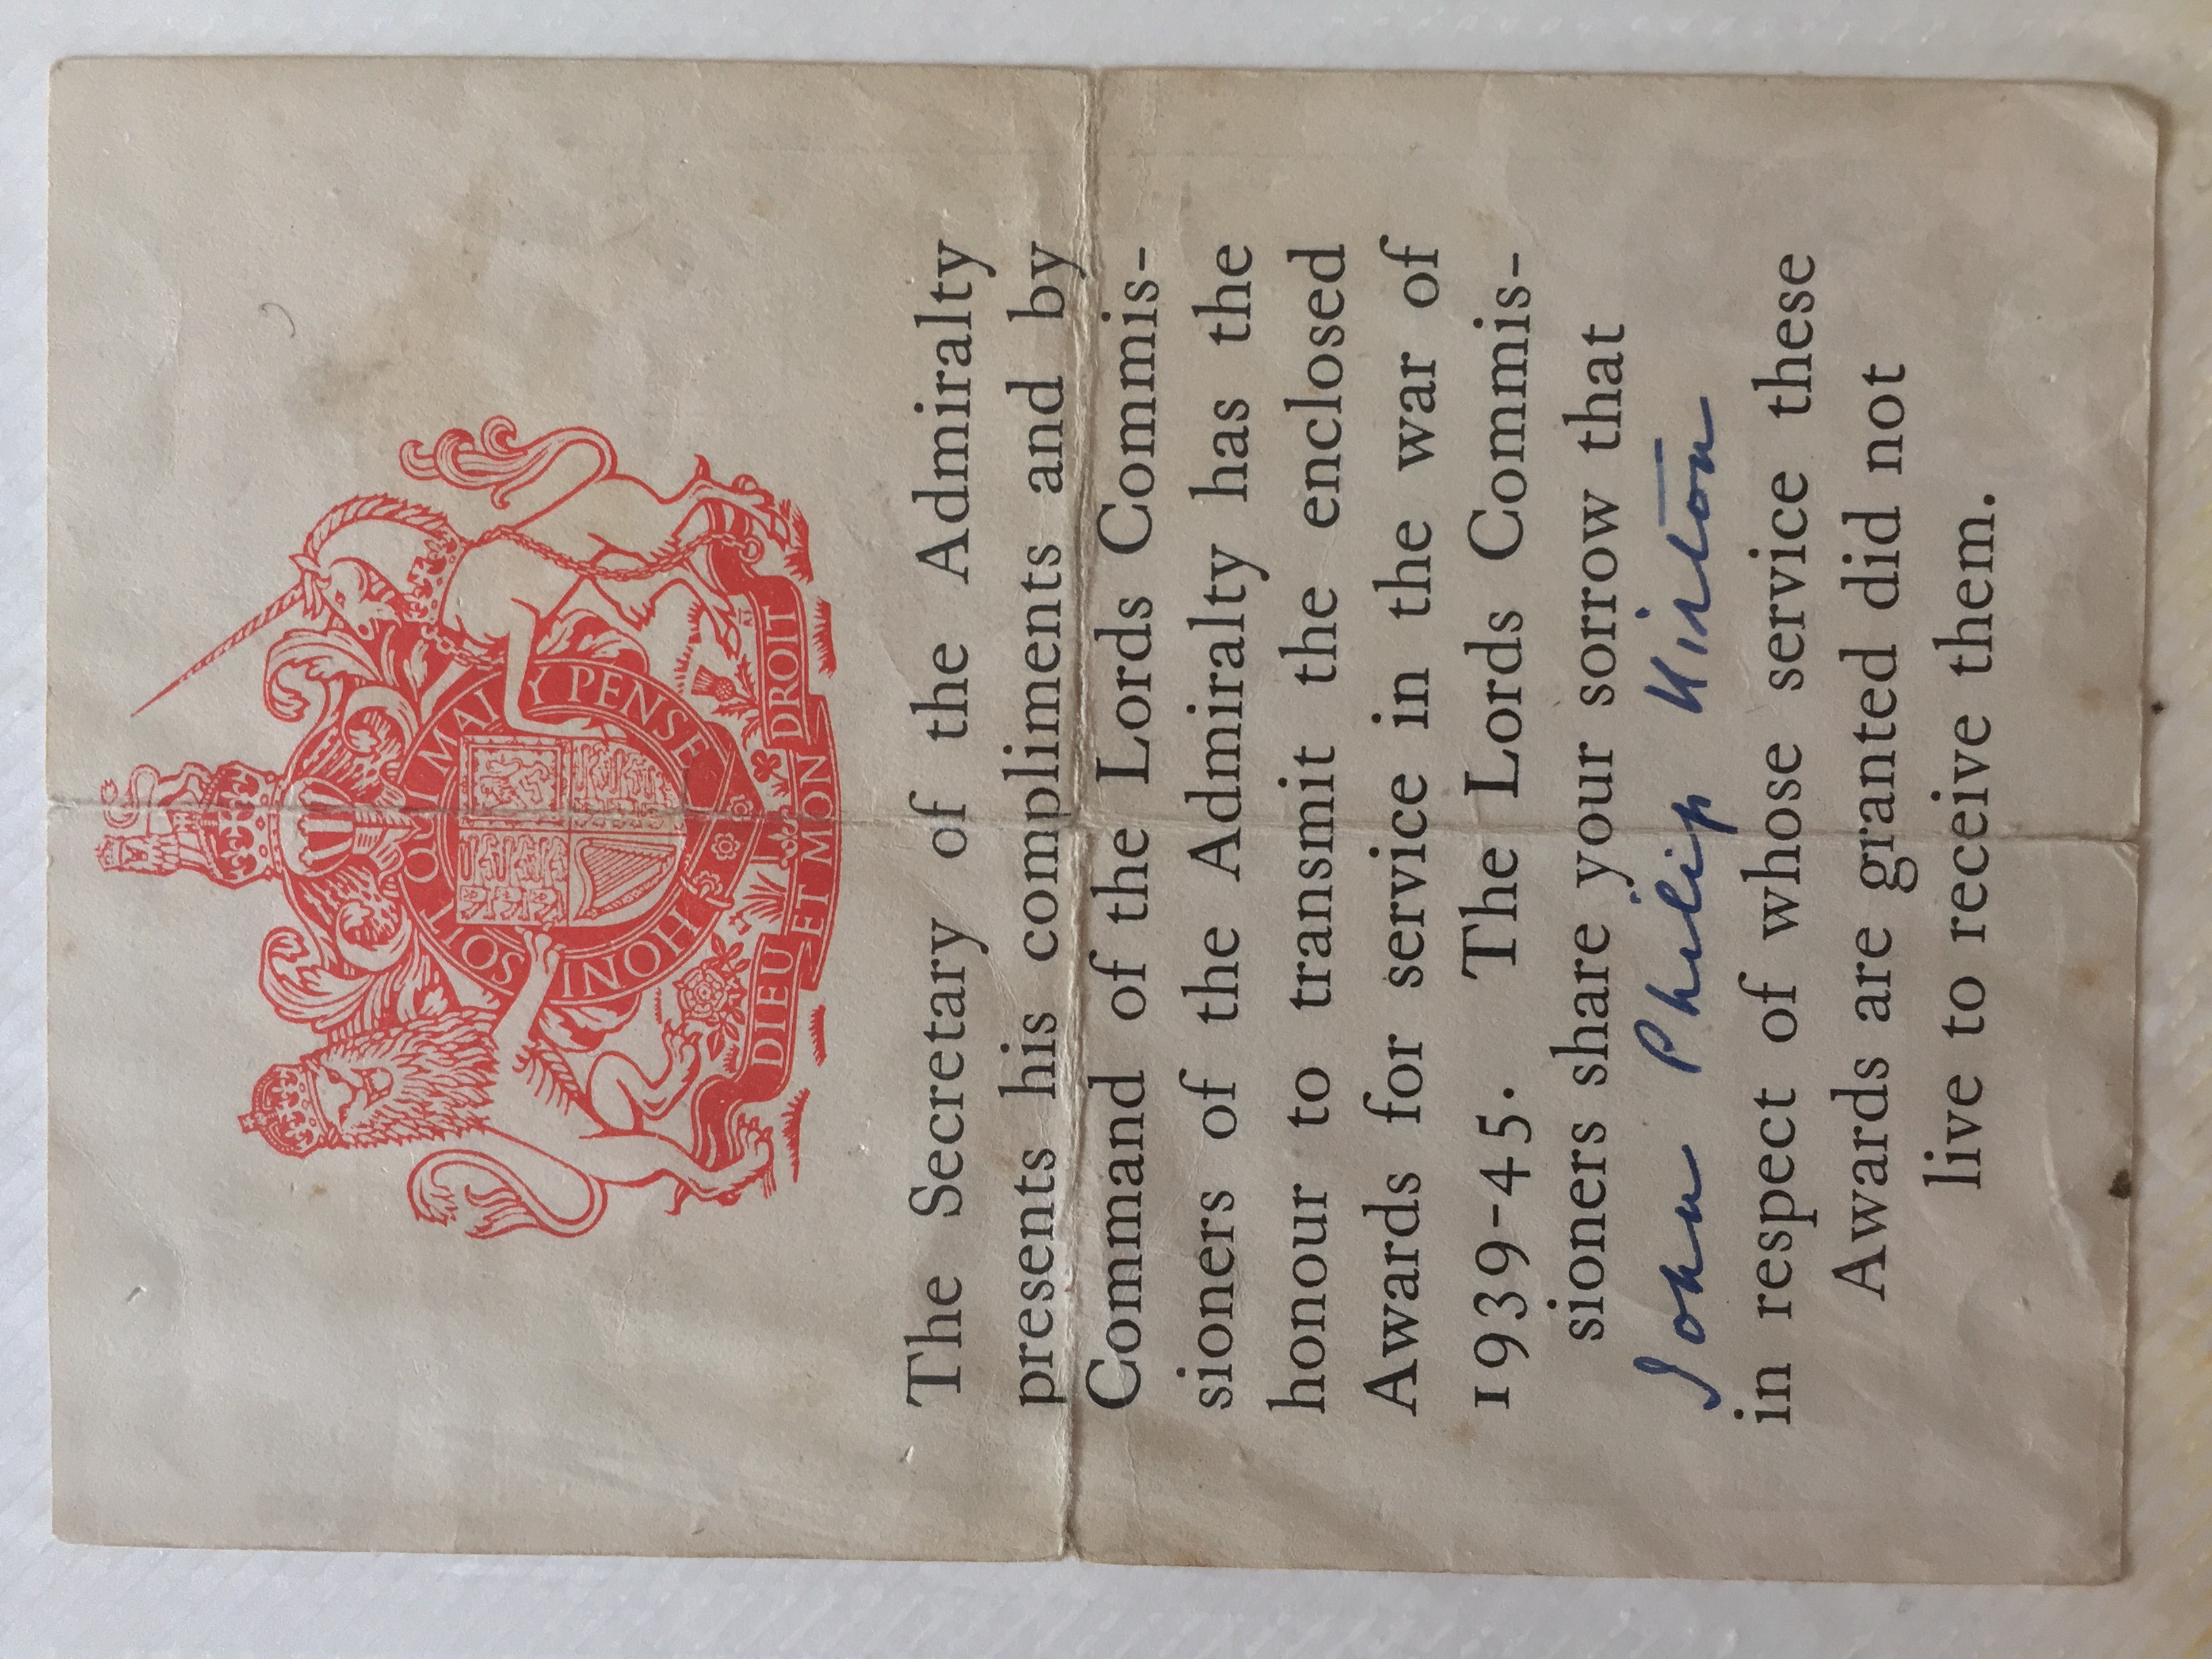 HONI SOIT QUI MAL Y PENSE
DIEU ET MON DROIT
The Secretary of the Admiralty
presents his compliments and by
Command of the Lords Commis-
sioners of the Admiralty has the
honour to transmit the enclosed
Awards for service in the war of
1939-45. The Lords Commis-
sioners share your sorrow that
John Philip Kirton
in respect of whose service these
Awards are granted did not
live to receive them.